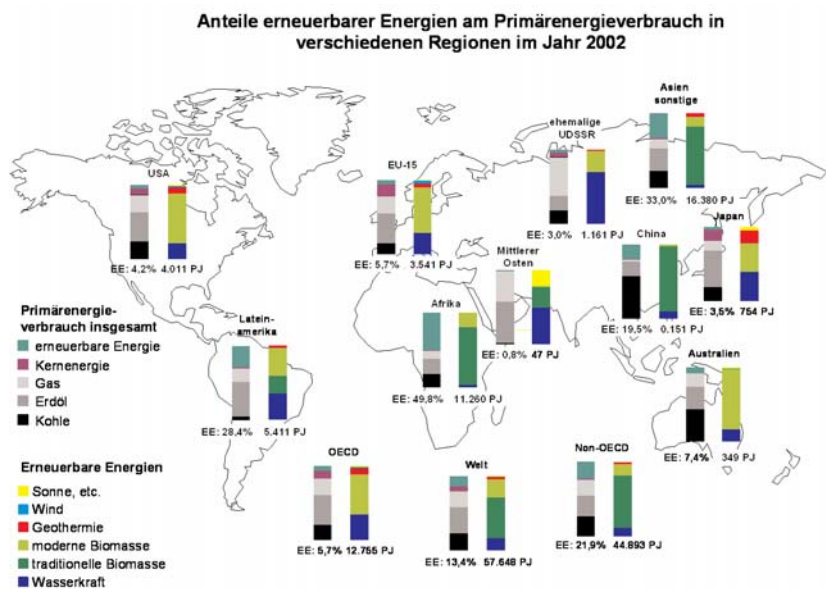 Anteile erneuerbarer Energien am Primärenergieverbrauch in
verschiedenen Regionen im Jahr 2002
USA
EE: 4,2% 4.011 PJ
EU-15
EE: 5,7% 3.541 PJ
ehemalige
UDSSR
EE: 3,0% 1.161 PJ
Asien
sonstige
EE: 33,0% 16.380 PJ
Japan
EE: 3,5% 754 PJ
China
EE: 19,5% 0.151 PJ
Mittlerer
Osten
EE: 0,8% 47 PJ
Afrika
EE: 49,8% 11.260 PJ
Latein-
amerika
EE: 28,4% 5.411 PJ
Australien
EE: 7,4% 349 PJ
OECD
EE: 5,7% 12.755 PJ
Welt
EE: 13,4% 57.648 PJ
Non-OECD
EE: 21,9% 44.893 PJ
Primärenergie-
verbrauch insgesamt
erneuerbare Energie
Kernenergie
Gas
Erdöl
Kohle
Erneuerbare Energien
Sonne, etc.
Wind
Geothermie
moderne Biomasse
traditionelle Biomasse
Wasserkraft